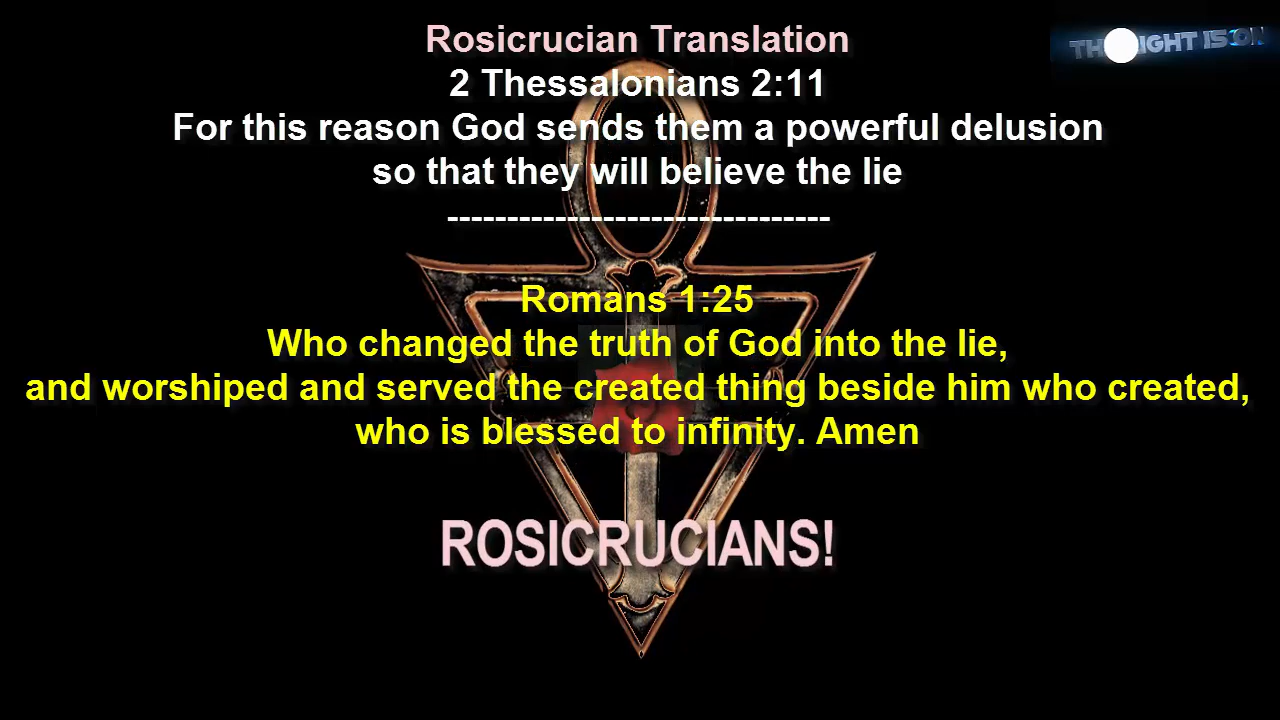 Rosicrucian Translation
2 Thessalonians 2:11
For this reason God sends them a powerful delusion
so that they will believe the lie
--------------------------------
Romans 1:25
Who changed the truth of God into the lie,
and worshiped and served the created thing beside him who created,
who is blessed to infinity. Amen
ROSICRUCIANS!
IS ON